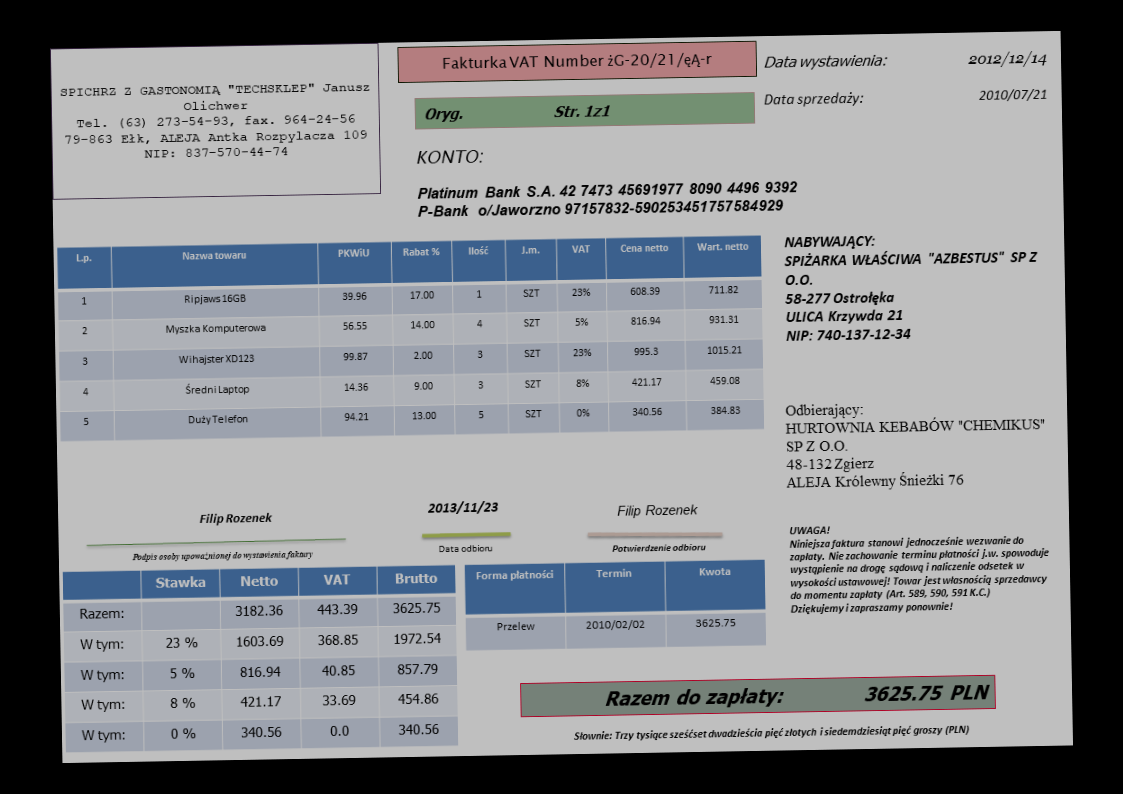 SPICHRZ Z GASTONOMIĄ "TECHSKLEP" Janusz
Olichwer
Tel. (63) 273-54-93, fax. 964-24-56
79-863 Ełk, ALEJA Antka Rozpylacza 109
NIP: 837-570-44-74
Fakturka VAT Number żG-20/21/ęĄ-r
Oryg. Str. 1z1
Data wystawienia: 2012/12/14
Data sprzedaży: 2010/07/21
KONTO:
Platinum Bank S.A. 42 7473 45691977 8090 4496 9392
P-Bank o/Jaworzno 97157832-590253451757584929
L.p. Nazwa towaru PKWiU Rabat % Ilość J.m. VAT Cena netto Wart. netto
1 Ripjaws 16GB 39.96 17.00 1 SZT 23% 608.39 711.82
2 Myszka Komputerowa 56.55 14.00 4 SZT 5% 816.94 931.31
3 Wihajster XD123 99.87 2.00 3 SZT 23% 995.3 1015.21
4 Średni Laptop 14.36 9.00 3 SZT 8% 421.17 459.08
5 Duży Telefon 94.21 13.00 5 SZT 0% 340.56 384.83
NABYWAJĄCY:
SPIŻARKA WŁAŚCIWA "AZBESTUS" SP Z
O.O.
58-277 Ostrołęka
ULICA Krzywda 21
NIP: 740-137-12-34
Odbierający:
HURTOWNIA KEBABÓW "CHEMIKUS"
SP Z O.O.
48-132 Zgierz
ALEJA Królewny Śnieżki 76
Filip Rozenek
Podpis osoby upoważnionej do wystawienia faktury
2013/11/23
Data odbioru
Filip Rozenek
Potwierdzenie odbioru
UWAGA!
Niniejsza faktura stanowi jednocześnie wezwanie do
zapłaty. Nie zachowanie terminu płatności j.w. spowoduje
wystąpienie na drogę sądową i naliczenie odsetek w
wysokości ustawowej! Towar jest własnością sprzedawcy
do momentu zapłaty (Art. 589, 590, 591 K.C.)
Dziękujemy i zapraszamy ponownie!
Stawka Netto VAT Brutto
Razem: 3182.36 443.39 3625.75
W tym: 23 % 1603.69 368.85 1972.54
W tym: 5 % 816.94 40.85 857.79
W tym: 8 % 421.17 33.69 454.86
W tym: 0 % 340.56 0.0 340.56
Forma płatności Termin Kwota
Przelew 2010/02/02 3625.75
Razem do zapłaty: 3625.75 PLN
Słownie: Trzy tysiące sześćset dwadzieścia pięć złotych i siedemdziesiąt pięć groszy (PLN)